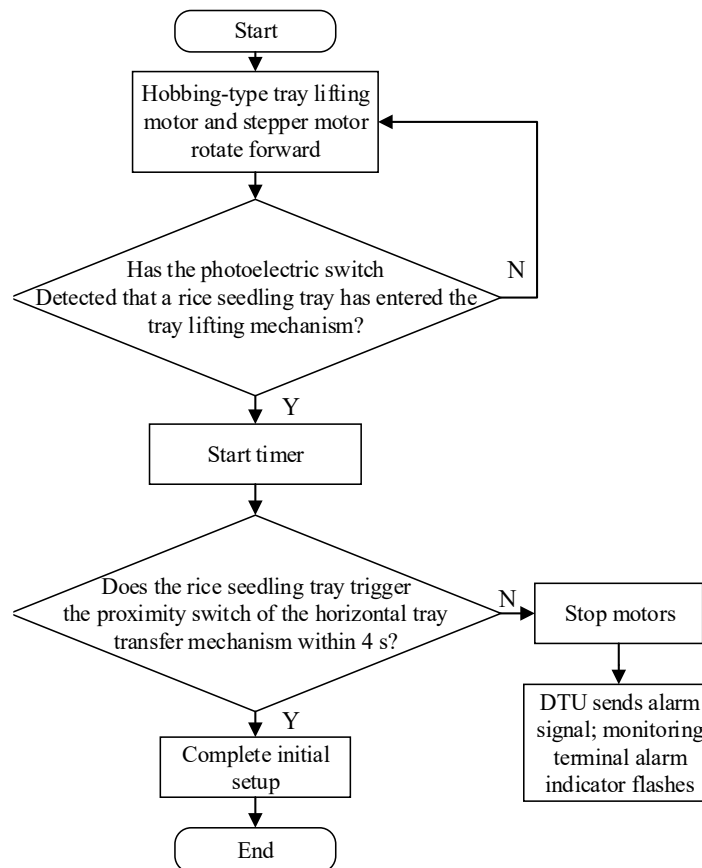 Start
Hobbing-type tray lifting
motor and stepper motor
rotate forward
Has the photoelectric switch
Detected that a rice seedling tray has entered the
tray lifting mechanism?
N
Y
Start timer
Does the rice seedling tray trigger
the proximity switch of the horizontal tray
transfer mechanism within 4 s?
N
Stop motors
DTU sends alarm
signal; monitoring
terminal alarm
indicator flashes
Y
Complete initial
setup
End